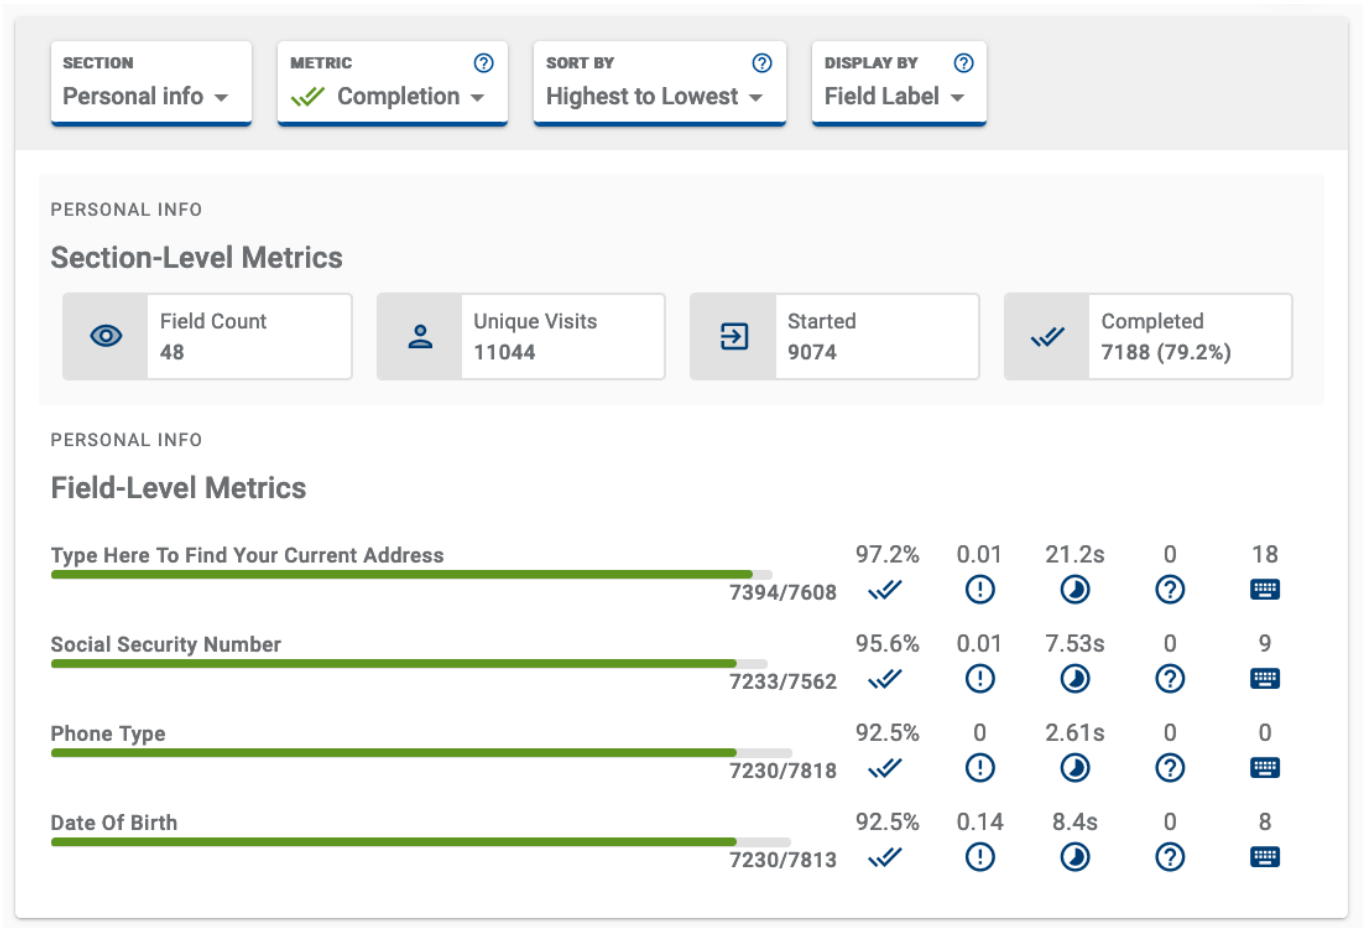 SECTION
Personal info
METRIC
Completion
SORT BY
Highest to Lowest
DISPLAY BY
Field Label
PERSONAL INFO
Section-Level Metrics
Field Count
48
Unique Visits
11044
Started
9074
Completed
7188 (79.2%)
PERSONAL INFO
Field-Level Metrics
Type Here To Find Your Current Address
7394/7608
97.2% 0.01 21.2s 0 18
Social Security Number
7233/7562
95.6% 0.01 7.53s 0 9
Phone Type
7230/7818
92.5% 0 2.61s 0 0
Date Of Birth
7230/7813
92.5% 0.14 8.4s 0 8